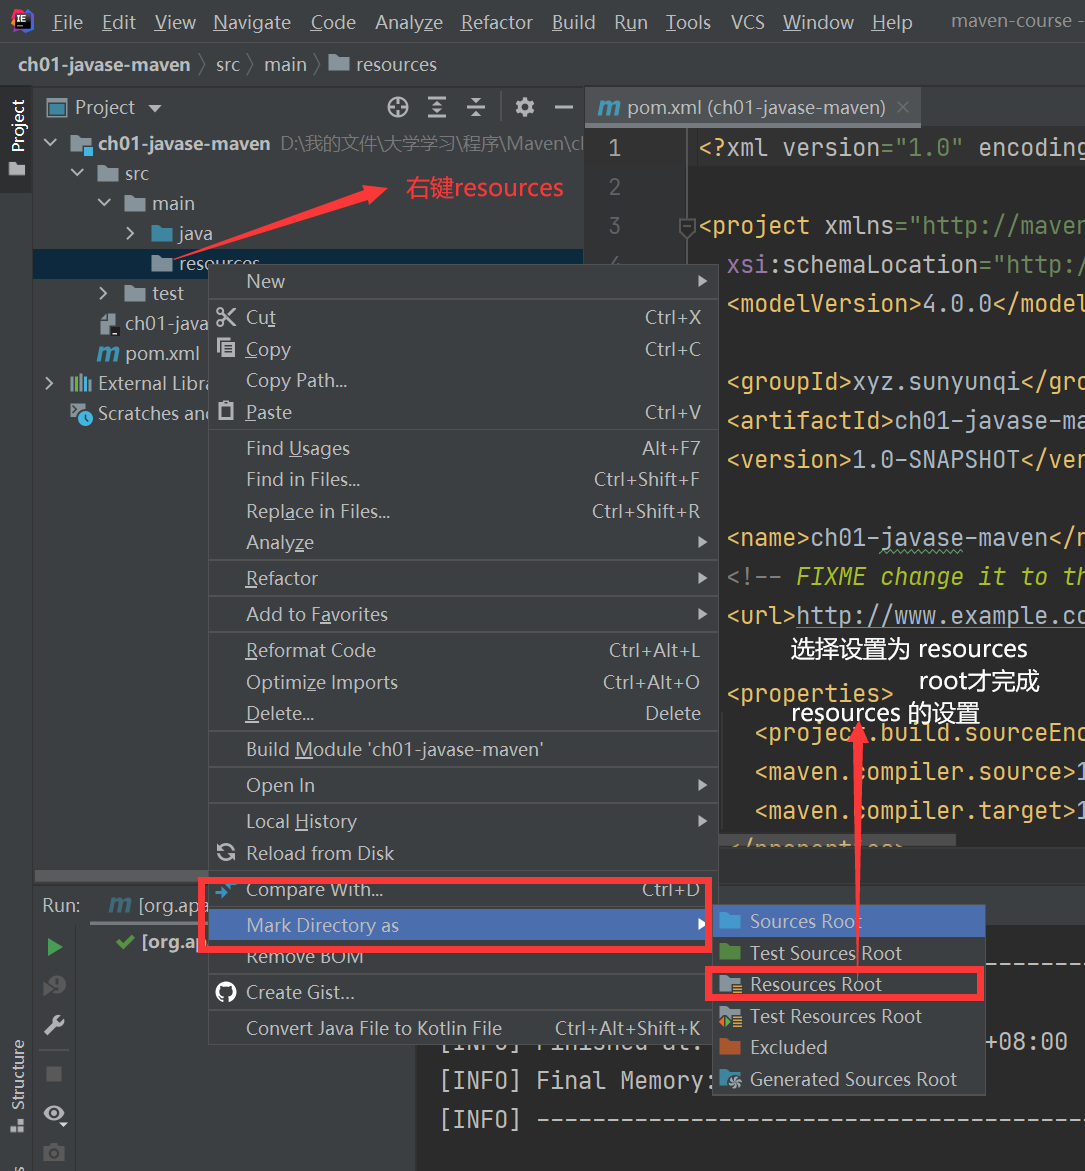 File Edit View Navigate Code Analyze Refactor Build Run Tools VCS Window Help maven-course -
ch01-javase-maven src main resources
Project
Project
pom.xml (ch01-javase-maven)
ch01-javase-maven D:\我的文件\大学学习\程序\Maven\ch
src
main
java
resources
test
ch01-java
pom.xml
External Libra
Scratches and
右键resources
1 <?xml version="1.0" encoding
2
3 <project xmlns="http://maven
4 xsi:schemaLocation="http:/
<modelVersion>4.0.0</model
<groupId>xyz.sunyunqi</gro
<artifactId>ch01-javase-ma
<version>1.0-SNAPSHOT</ver
<name>ch01-javase-maven</n
<!-- FIXME change it to th
<url>http://www.example.co
<properties>
<project.build.sourceEnc
<maven.compiler.source>1
<maven.compiler.target>1
</properties>
选择设置为 resources
root才完成
resources 的设置
New
Cut Ctrl+X
Copy Ctrl+C
Copy Path...
Paste Ctrl+V
Find Usages Alt+F7
Find in Files... Ctrl+Shift+F
Replace in Files... Ctrl+Shift+R
Analyze
Refactor
Add to Favorites
Reformat Code Ctrl+Alt+L
Optimize Imports Ctrl+Alt+O
Delete... Delete
Build Module 'ch01-javase-maven'
Open In
Local History
Reload from Disk
Compare With... Ctrl+D
Mark Directory as
Remove BOM
Create Gist...
Convert Java File to Kotlin File Ctrl+Alt+Shift+K
Sources Root
Test Sources Root
Resources Root
Test Resources Root
Excluded
Generated Sources Root
Run: [org.apa
[org.ap
Structure
[INFO] Finished at: +08:00
[INFO] Final Memory:
[INFO] ----------------------------